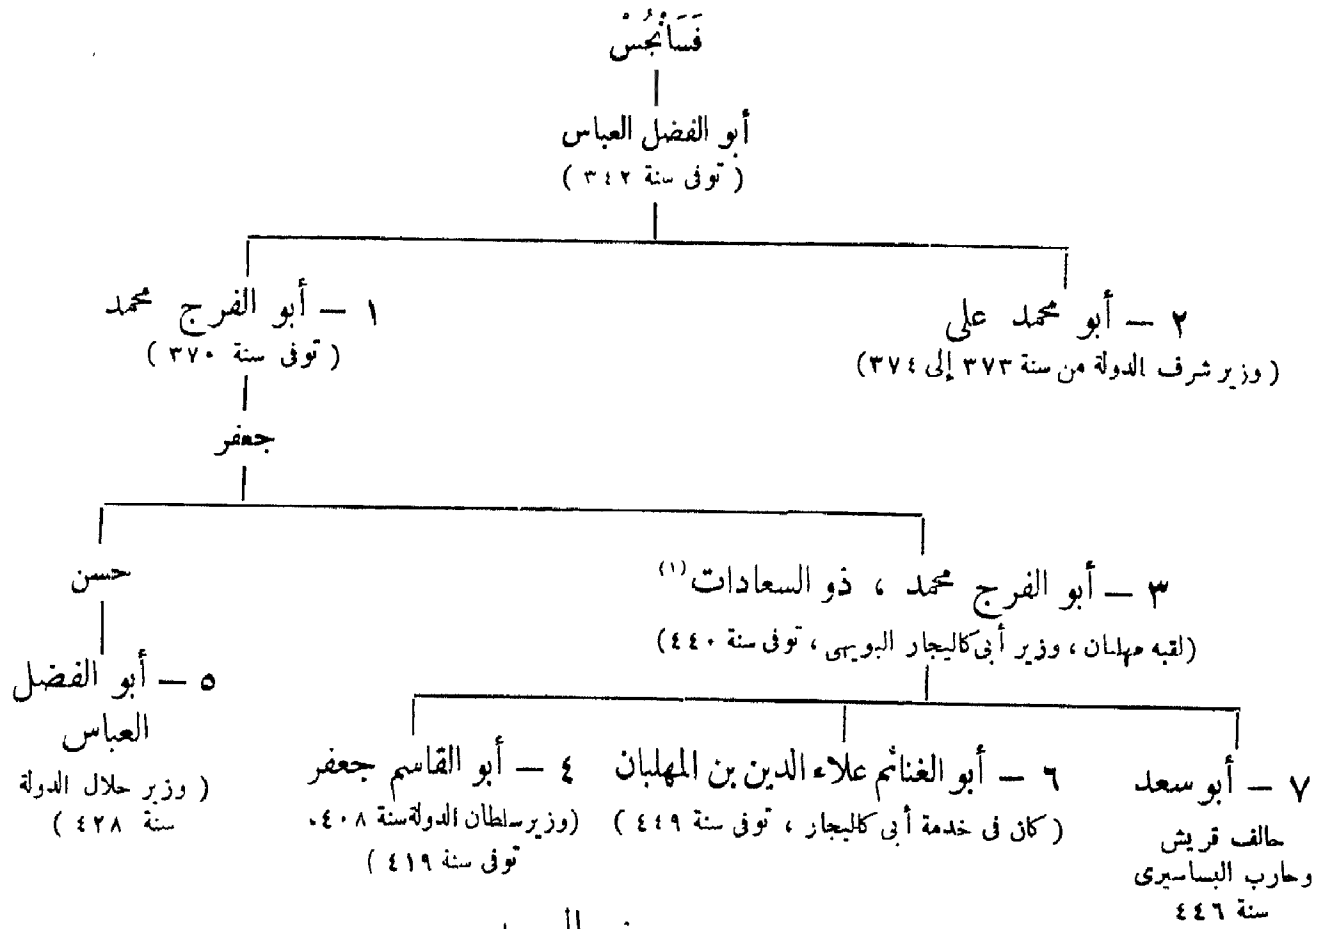 فَسَانْجُسْ
أبو الفضل العباس
( توفى سنة ٣٤٢ )
١ — أبو الفرج محمد
( توفى سنة ٣٧٠ )
٢ — أبو محمد على
( وزير شرف الدولة من سنة ٣٧٣ إلى ٣٧٤)
جعفر
حسن
٣ — أبو الفرج محمد ، ذو السعادات (١)
(لقبه مهلبان ، وزير أبى كاليجار البويهى ، توفى سنة ٤٤٠)
٥ — أبو الفضل
العباس
( وزير حلال الدولة
سنة ٤٢٨ )
٤ — أبو القاسم جعفر
(وزير سلطان الدولة سنة ٤٠٨.
توفى سنة ٤١٩ )
٦ — أبو الغنائم علاء الدين بن المهلبان
( كان فى خدمة أبى كاليجار ، توفى سنة ٤٤٩ )
٧ — أبو سعد
حالف قريش
وحارب البساسيرى
سنة ٤٤٦